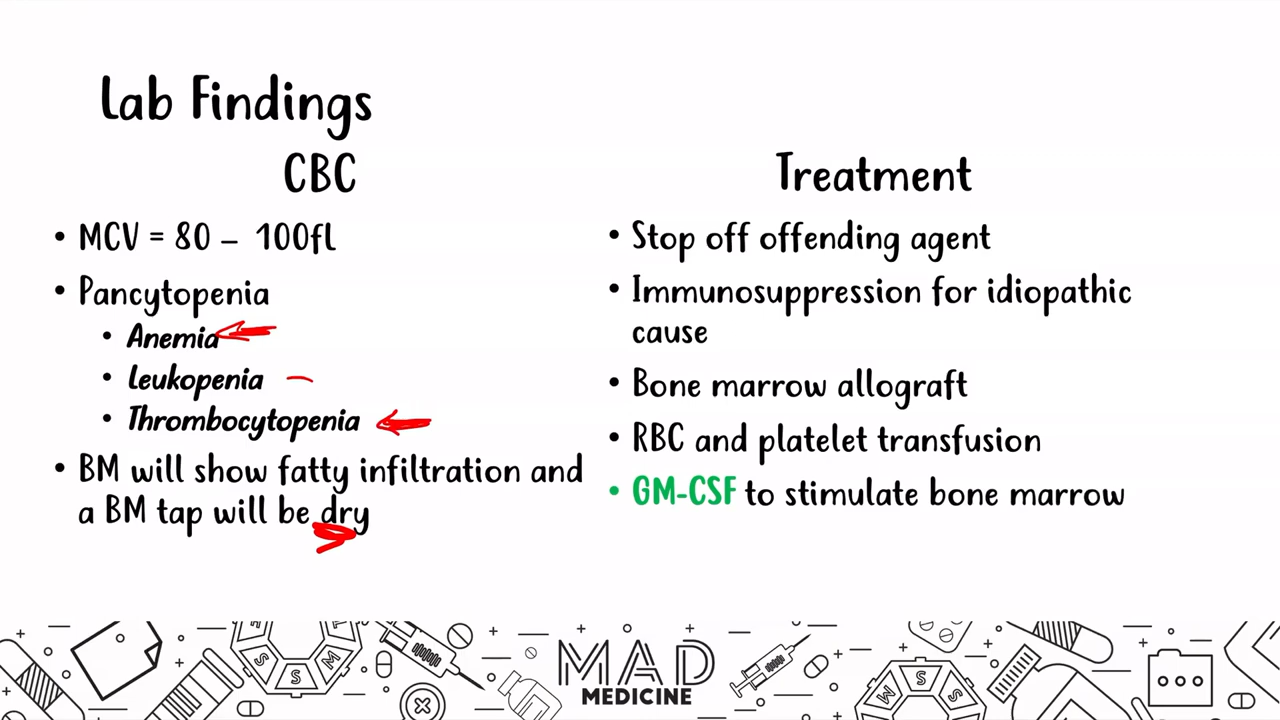 Lab Findings
CBC
• MCV = 80 – 100fL
• Pancytopenia
• Anemia
• Leukopenia
• Thrombocytopenia
• BM will show fatty infiltration and
a BM tap will be dry
Treatment
• Stop off offending agent
• Immunosuppression for idiopathic
cause
• Bone marrow allograft
• RBC and platelet transfusion
• GM-CSF to stimulate bone marrow
MAD
MEDICINE